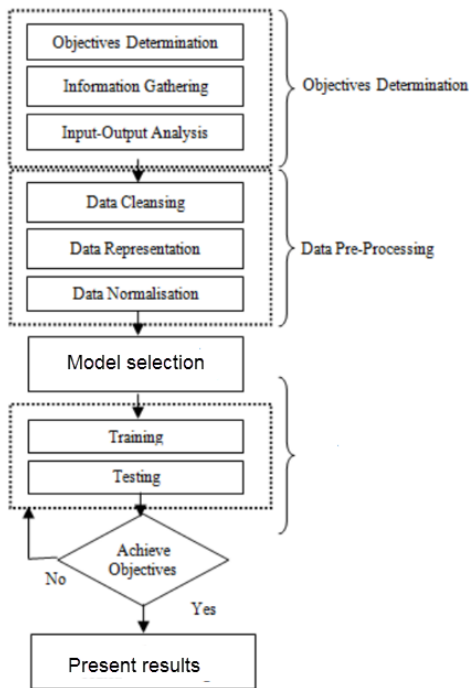 Objectives Determination
Information Gathering
Input-Output Analysis
Objectives Determination
Data Cleansing
Data Representation
Data Normalisation
Data Pre-Processing
Model selection
Training
Testing
Achieve
Objectives
No
Yes
Present results